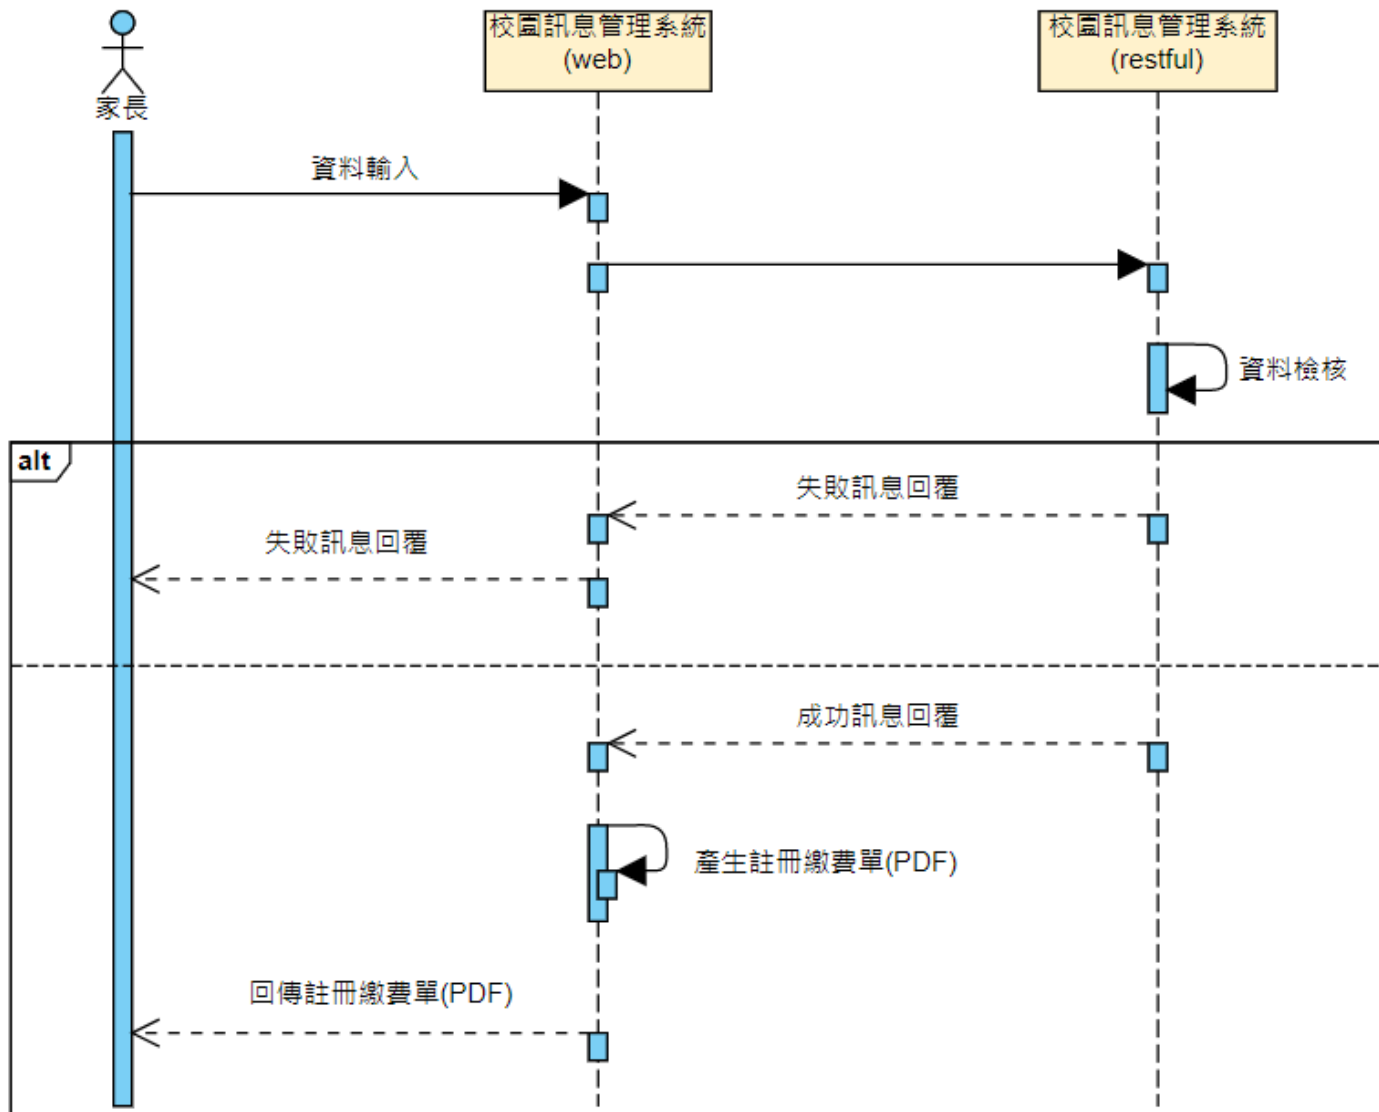 校園訊息管理系統
(web)
校園訊息管理系統
(restful)
家長
資料輸入
資料檢核
alt
失敗訊息回覆
失敗訊息回覆
成功訊息回覆
產生註冊繳費單(PDF)
回傳註冊繳費單(PDF)